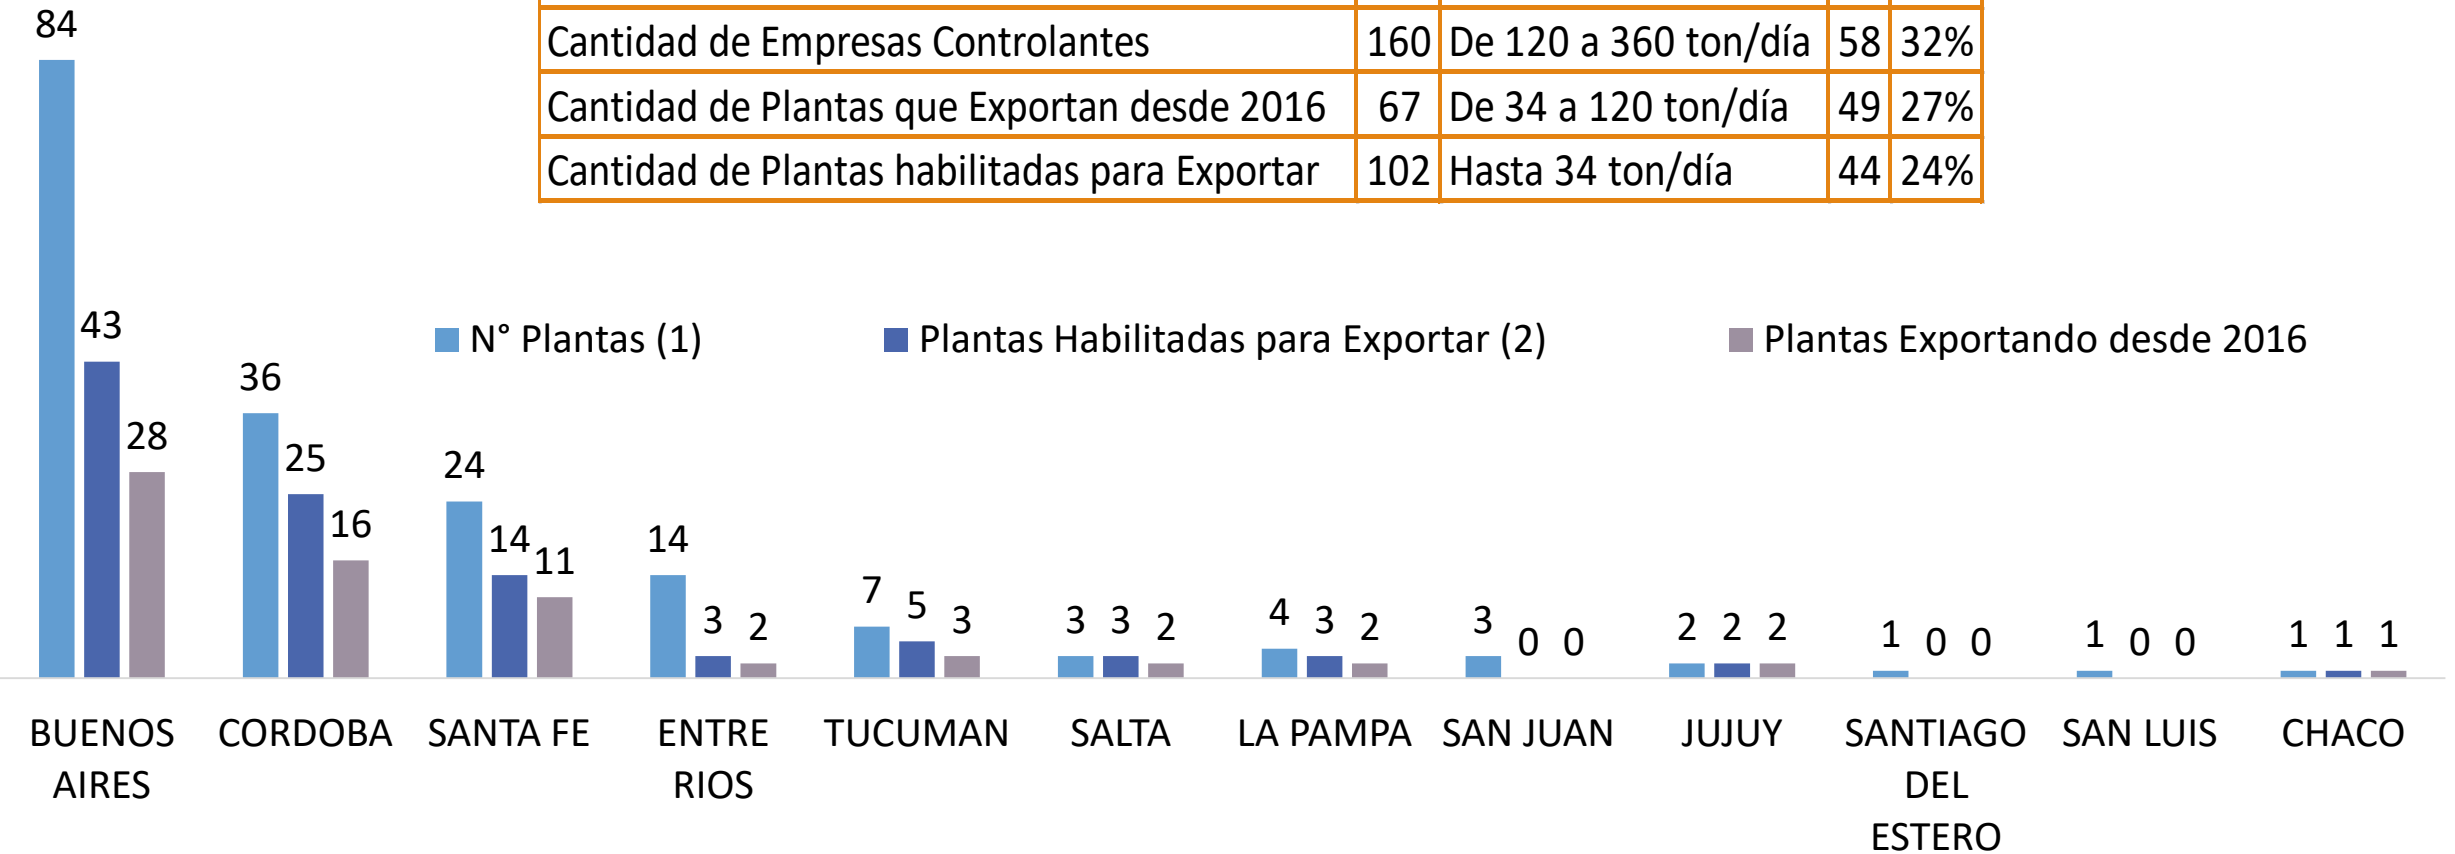 Cantidad de Empresas Controlantes 160 De 120 a 360 ton/día 58 32%
Cantidad de Plantas que Exportan desde 2016 67 De 34 a 120 ton/día 49 27%
Cantidad de Plantas habilitadas para Exportar 102 Hasta 34 ton/día 44 24%
N° Plantas (1) Plantas Habilitadas para Exportar (2) Plantas Exportando desde 2016
84 43 28
36 25 16
24 14 11
14 3 2
7 5 3
3 3 2
4 3 2
3 0 0
2 2 2
1 0 0
1 0 0
1 1 1
BUENOS
AIRES
CORDOBA
SANTA FE
ENTRE
RIOS
TUCUMAN
SALTA
LA PAMPA
SAN JUAN
JUJUY
SANTIAGO
DEL
ESTERO
SAN LUIS
CHACO